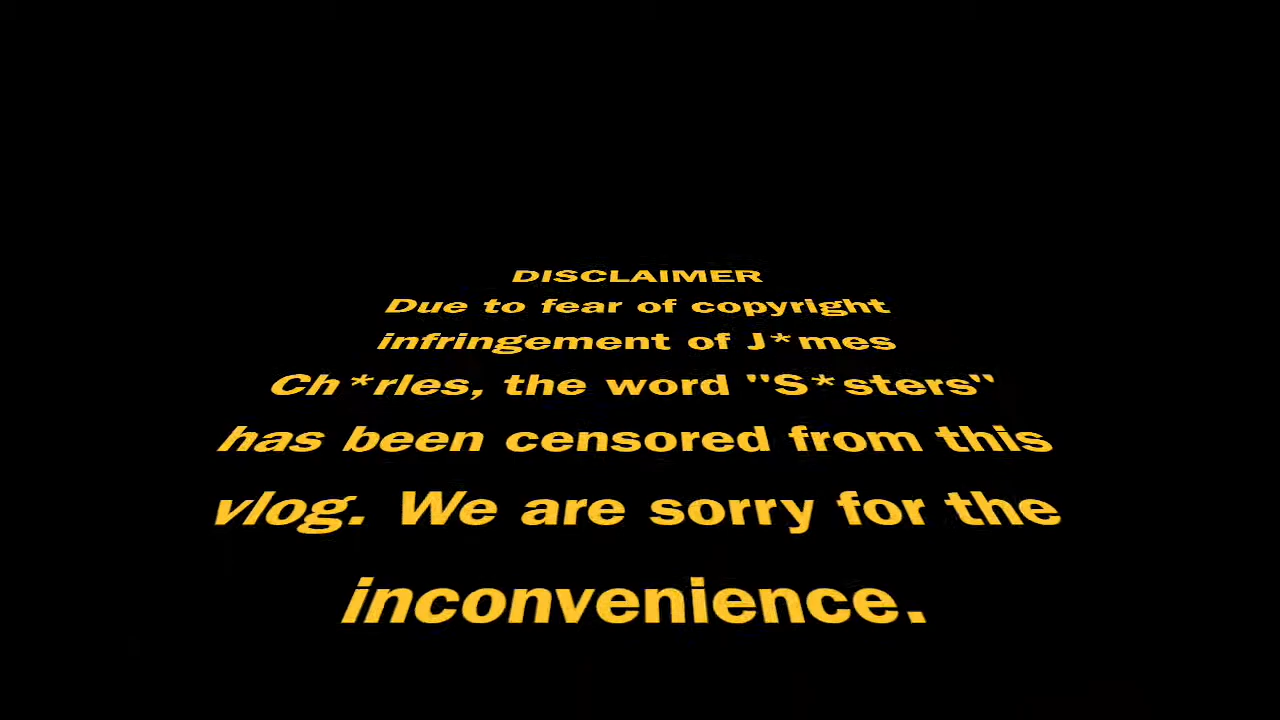 DISCLAIMER
Due to fear of copyright
infringement of J*mes
Ch*rles, the word "S*sters"
has been censored from this
vlog. We are sorry for the
inconvenience.